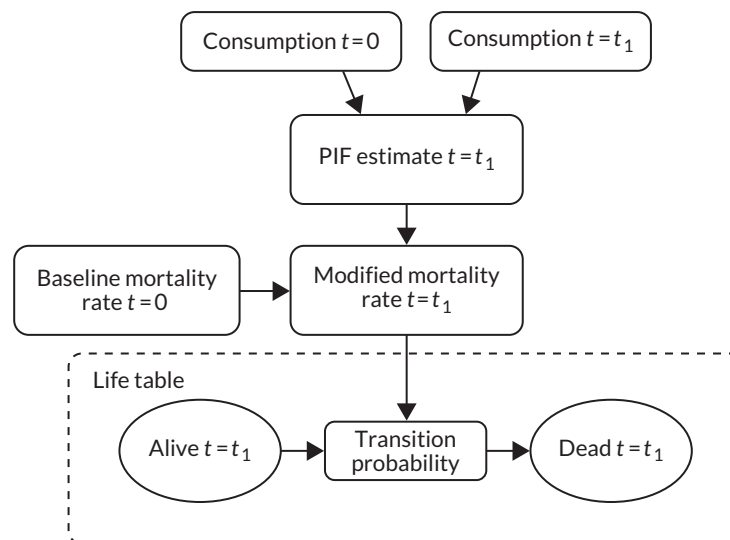 Consumption t=0
Consumption t=t₁
PIF estimate t=t₁
Baseline mortality
rate t=0
Modified mortality
rate t=t₁
Life table
Alive t=t₁
Transition
probability
Dead t=t₁